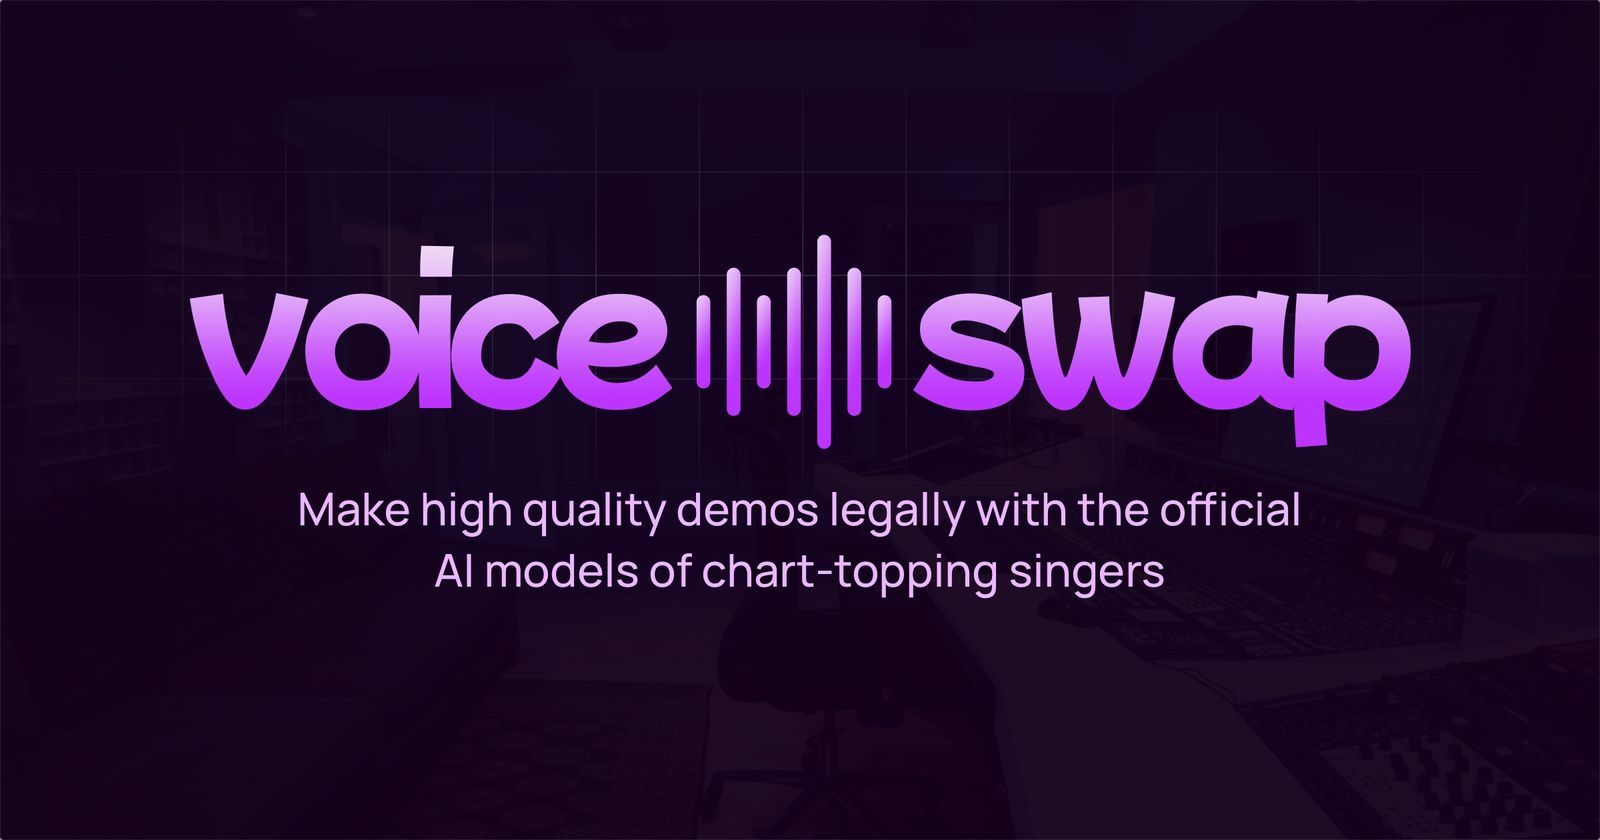 voice swap
Make high quality demos legally with the official
AI models of chart-topping singers